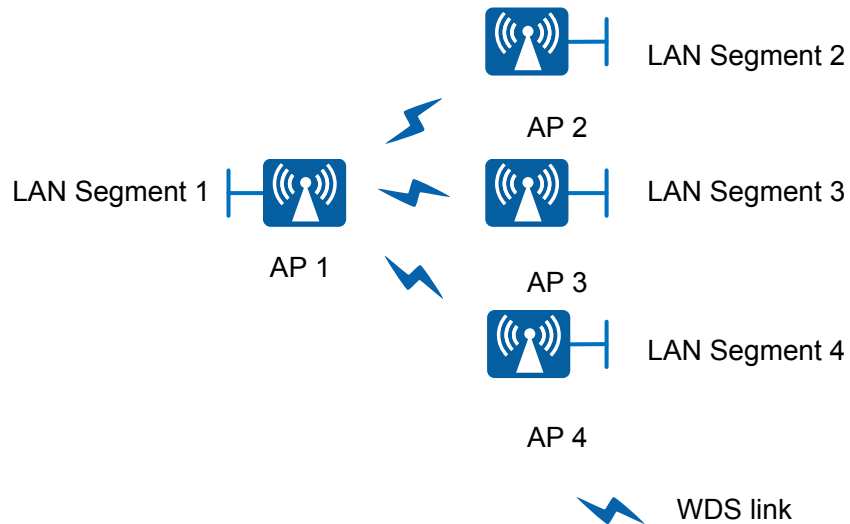 LAN Segment 2
AP 2
LAN Segment 1
LAN Segment 3
AP 1
AP 3
LAN Segment 4
AP 4
WDS link